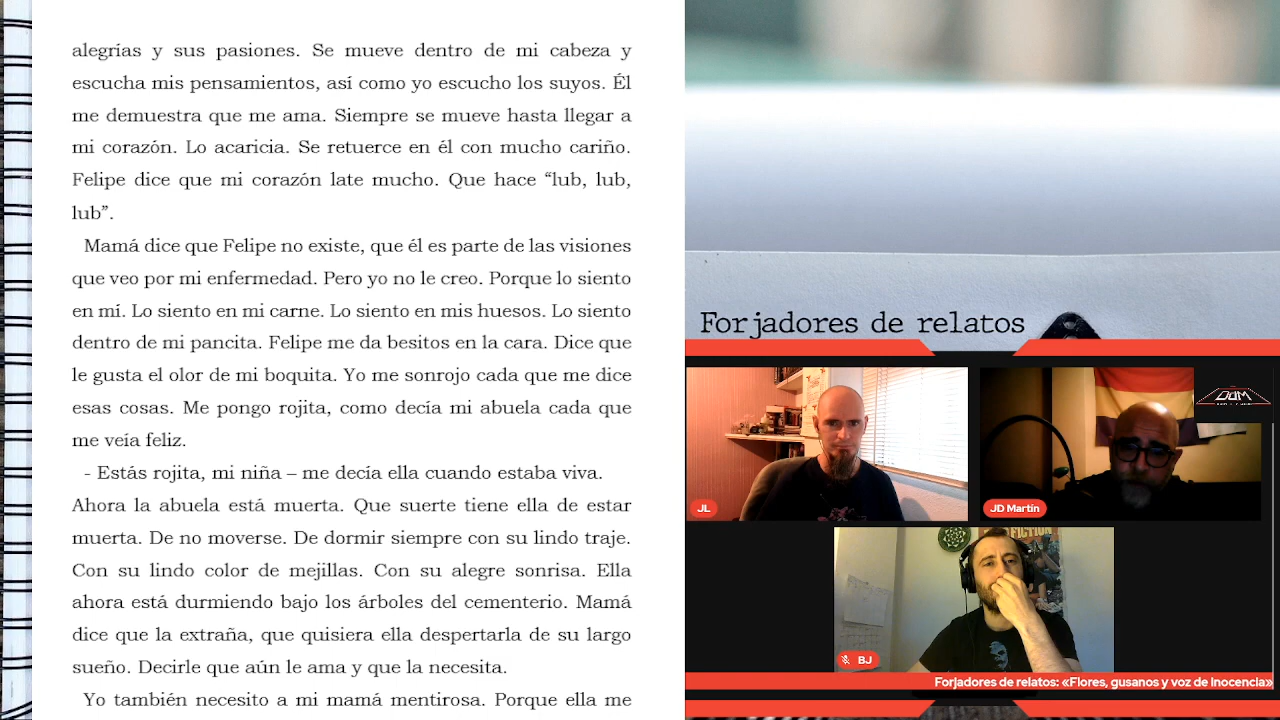 alegrías y sus pasiones. Se mueve dentro de mi cabeza y
escucha mis pensamientos, así como yo escucho los suyos. Él
me demuestra que me ama. Siempre se mueve hasta llegar a
mi corazón. Lo acaricia. Se retuerce en él con mucho cariño.
Felipe dice que mi corazón late mucho. Que hace “lub, lub,
lub”.
Mamá dice que Felipe no existe, que él es parte de las visiones
que veo por mi enfermedad. Pero yo no le creo. Porque lo siento
en mí. Lo siento en mi carne. Lo siento en mis huesos. Lo siento
dentro de mi pancita. Felipe me da besitos en la cara. Dice que
le gusta el olor de mi boquita. Yo me sonrojo cada que me dice
esas cosas. Me pongo rojita, como decía mi abuela cada que
me veía feliz.
- Estás rojita, mi niña – me decía ella cuando estaba viva.
Ahora la abuela está muerta. Que suerte tiene ella de estar
muerta. De no moverse. De dormir siempre con su lindo traje.
Con su lindo color de mejillas. Con su alegre sonrisa. Ella
ahora está durmiendo bajo los árboles del cementerio. Mamá
dice que la extraña, que quisiera ella despertarla de su largo
sueño. Decirle que aún le ama y que la necesita.
Yo también necesito a mi mamá mentirosa. Porque ella me
Forjadores de relatos
JL
JD Martín
FICTION
BJ
Forjadores de relatos: «Flores, gusanos y voz de inocencia»